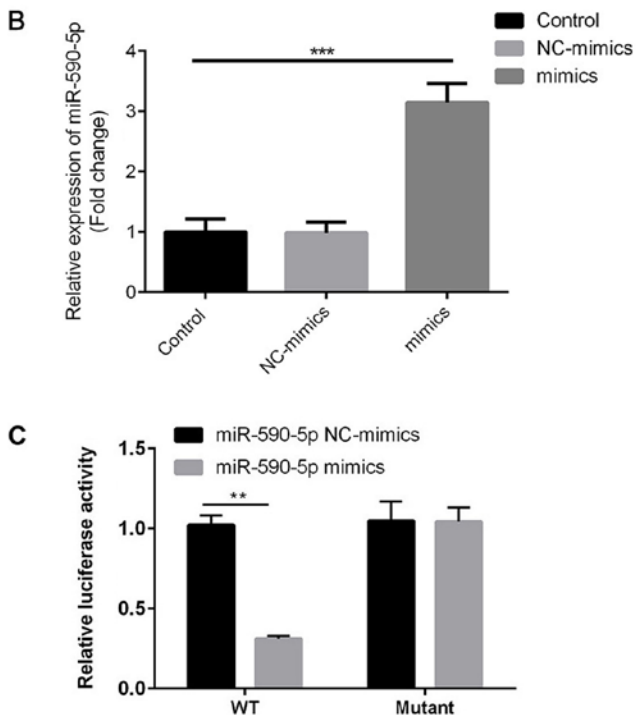 B
Control
NC-mimics
mimics
***
Relative expression of miR-590-5p
(Fold change)
4
3
2
1
0
Control
NC-mimics
mimics
C
miR-590-5p NC-mimics
miR-590-5p mimics
**
Relative luciferase activity
1.5
1.0
0.5
0.0
WT
Mutant